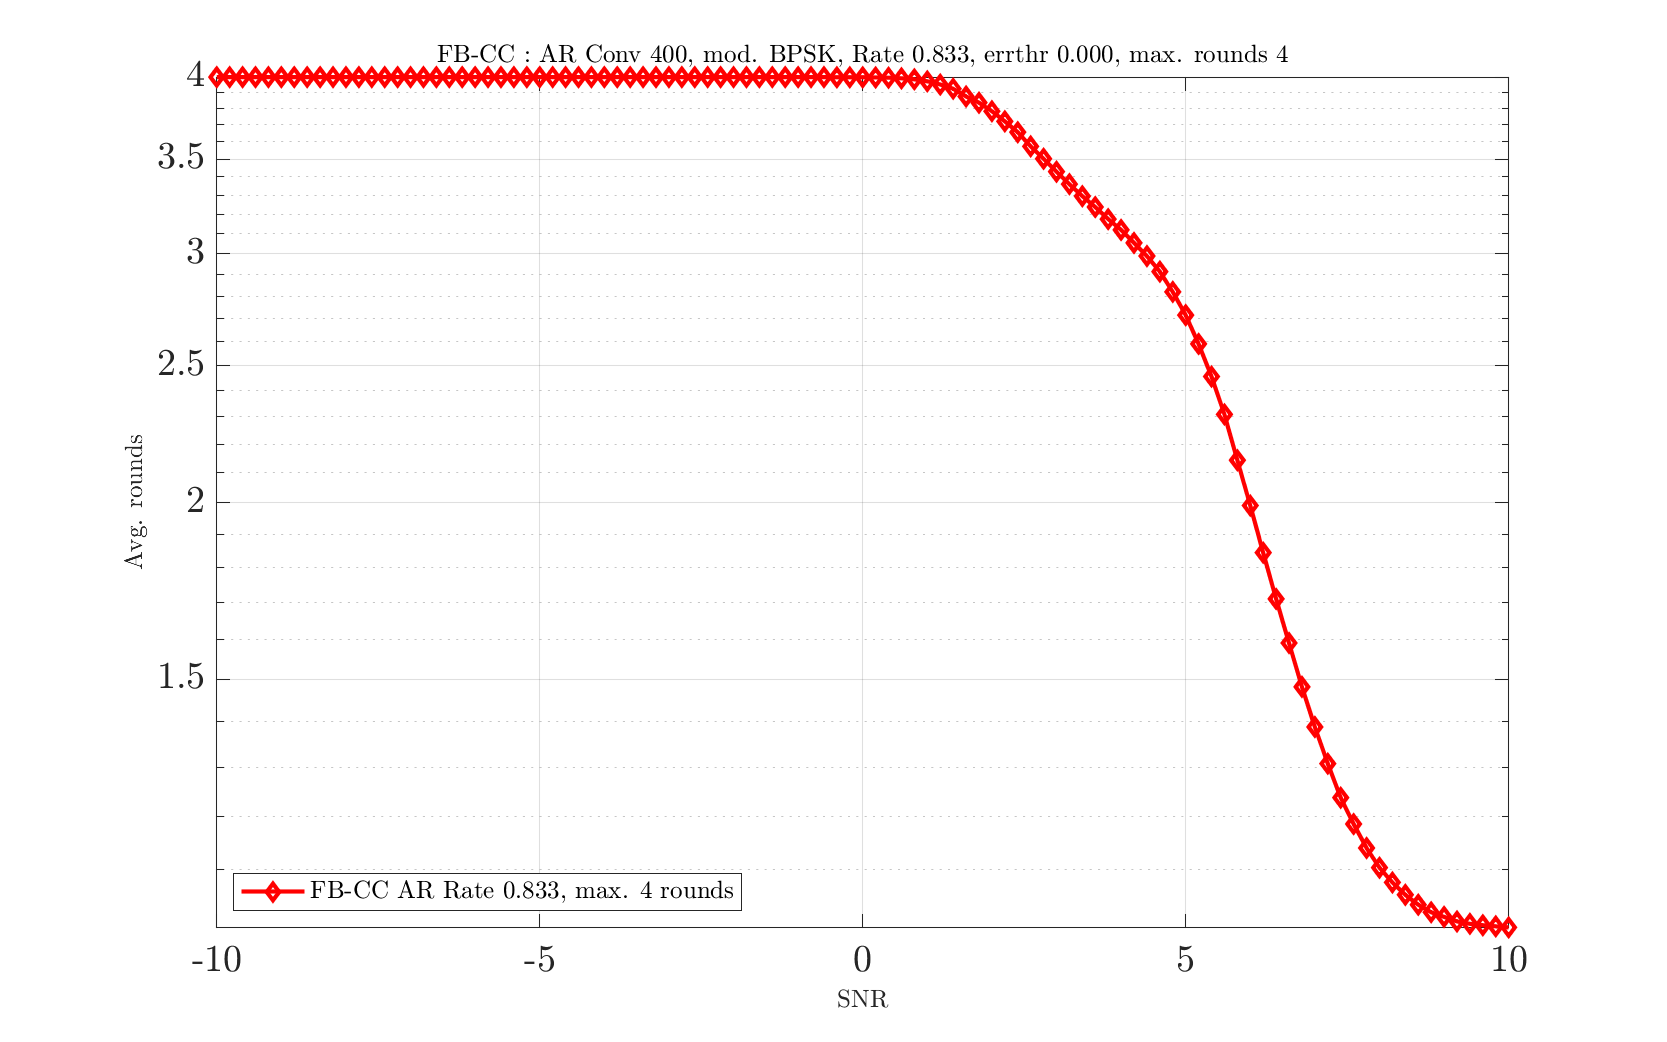 FB-CC : AR Conv 400, mod. BPSK, Rate 0.833, errthr 0.000, max. rounds 4
4
3.5
3
2.5
2
1.5
Avg. rounds
FB-CC AR Rate 0.833, max. 4 rounds
-10 -5 0 5 10
SNR